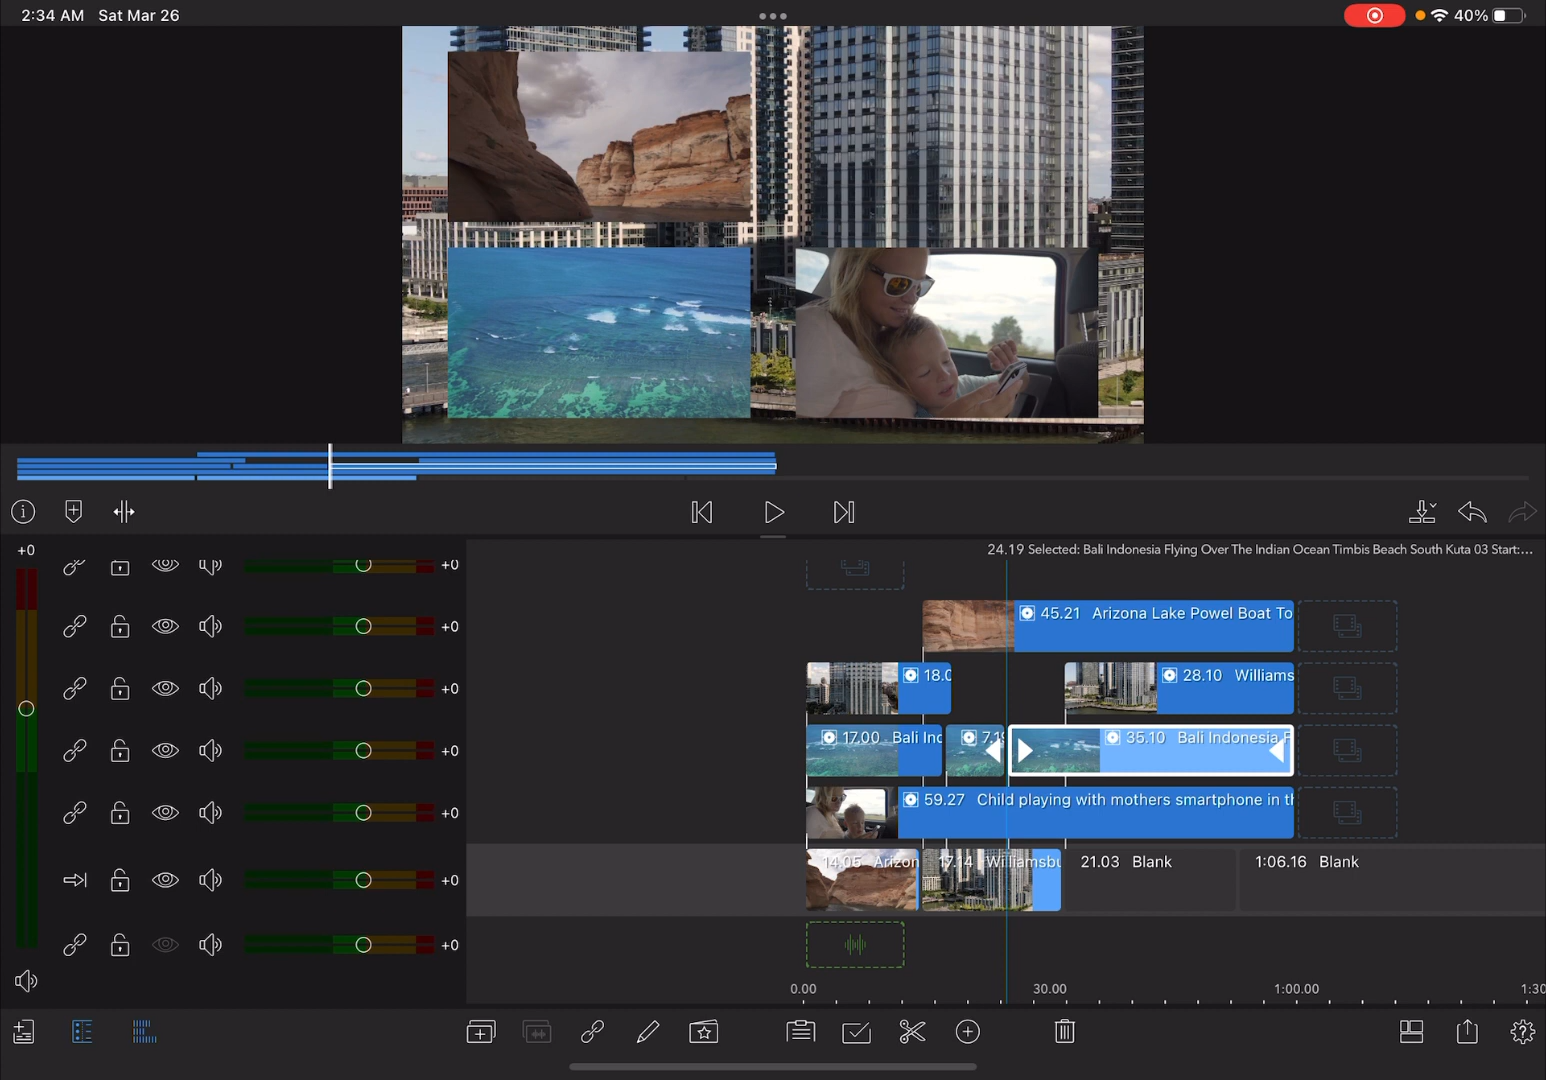 2:34 AM Sat Mar 26
40%
+0
24.19 Selected: Bali Indonesia Flying Over The Indian Ocean Timbis Beach South Kuta 03 Start:...
+0
+0
45.21 Arizona Lake Powel Boat To
+0
18.0
28.10 Williams
+0
17.00 Bali Ind
7.19
35.10 Bali Indonesia F
+0
59.27 Child playing with mothers smartphone in th
+0
14.05 Arizon
17.14 Williamsbu
21.03 Blank
1:06.16 Blank
+0
0.00
30.00
1:00.00
1:30